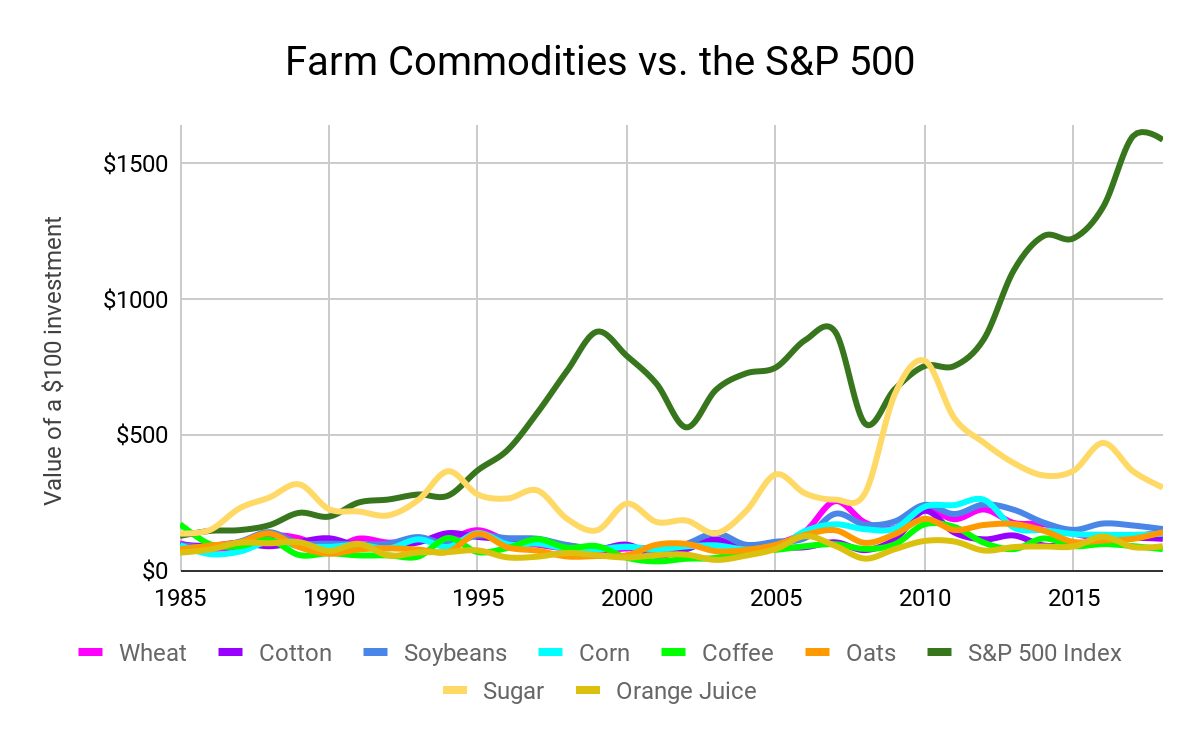 Farm Commodities vs. the S&P 500
Value of a $100 investment
$1500
$1000
$500
$0
1985 1990 1995 2000 2005 2010 2015
Wheat Cotton Soybeans Corn Coffee Oats S&P 500 Index
Sugar Orange Juice